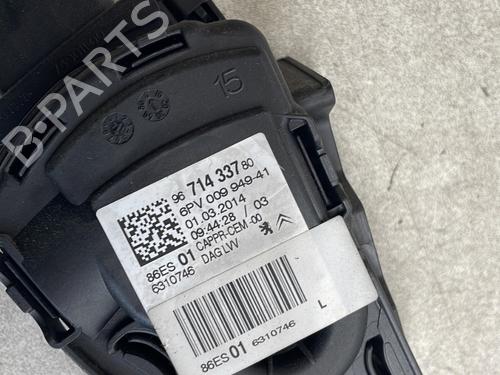 B-PARTS
15
96 714 337 80
6PV 009 949-41
01.03.2014
09:44:28 / 03
CAPPR-CEM -00
DAG LVV
86ES 01
6310746
L
86ES 01 6310746